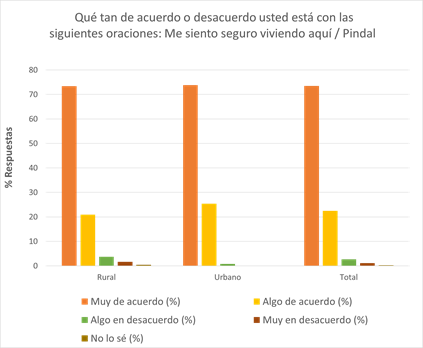 Qué tan de acuerdo o desacuerdo usted está con las
siguientes oraciones: Me siento seguro viviendo aquí / Pindal
% Respuestas
80
70
60
50
40
30
20
10
0
Rural Urbano Total
Muy de acuerdo (%) Algo de acuerdo (%)
Algo en desacuerdo (%) Muy en desacuerdo (%)
No lo sé (%)